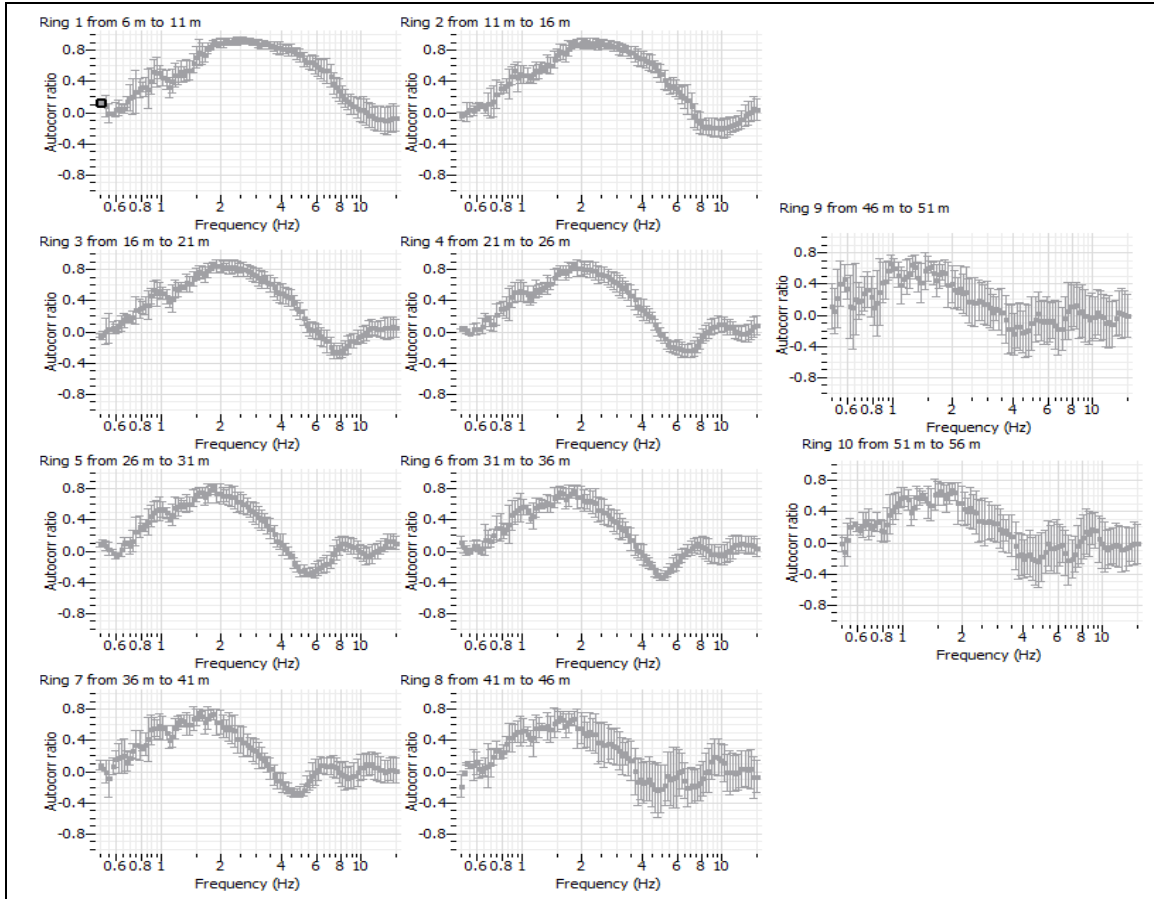 Ring 1 from 6 m to 11 m
Autocorr ratio
0.8
0.4
0.0
-0.4
-0.8
0.6 0.8 1 2 4 6 8 10
Frequency (Hz)
Ring 2 from 11 m to 16 m
Autocorr ratio
0.8
0.4
0.0
-0.4
-0.8
0.6 0.8 1 2 4 6 8 10
Frequency (Hz)
Ring 3 from 16 m to 21 m
Autocorr ratio
0.8
0.4
0.0
-0.4
-0.8
0.6 0.8 1 2 4 6 8 10
Frequency (Hz)
Ring 4 from 21 m to 26 m
Autocorr ratio
0.8
0.4
0.0
-0.4
-0.8
0.6 0.8 1 2 4 6 8 10
Frequency (Hz)
Ring 5 from 26 m to 31 m
Autocorr ratio
0.8
0.4
0.0
-0.4
-0.8
0.6 0.8 1 2 4 6 8 10
Frequency (Hz)
Ring 6 from 31 m to 36 m
Autocorr ratio
0.8
0.4
0.0
-0.4
-0.8
0.6 0.8 1 2 4 6 8 10
Frequency (Hz)
Ring 7 from 36 m to 41 m
Autocorr ratio
0.8
0.4
0.0
-0.4
-0.8
0.6 0.8 1 2 4 6 8 10
Frequency (Hz)
Ring 8 from 41 m to 46 m
Autocorr ratio
0.8
0.4
0.0
-0.4
-0.8
0.6 0.8 1 2 4 6 8 10
Frequency (Hz)
Ring 9 from 46 m to 51 m
Autocorr ratio
0.8
0.4
0.0
-0.4
-0.8
0.6 0.8 1 2 4 6 8 10
Frequency (Hz)
Ring 10 from 51 m to 56 m
Autocorr ratio
0.8
0.4
0.0
-0.4
-0.8
0.6 0.8 1 2 4 6 8 10
Frequency (Hz)